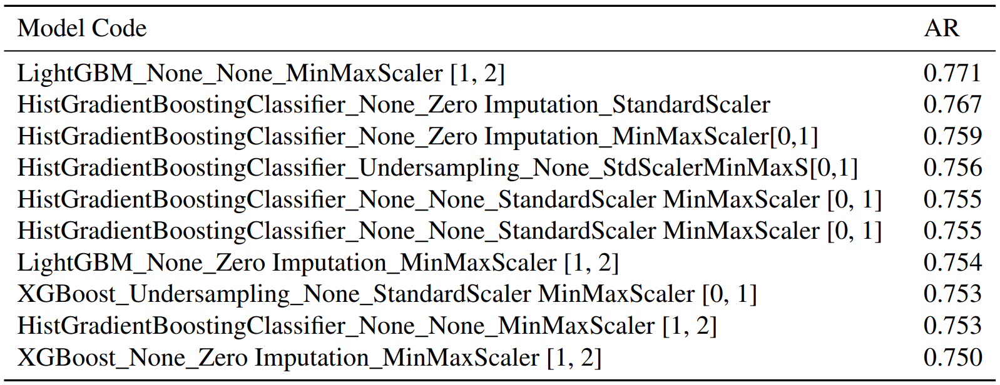 Model Code AR
LightGBM_None_None_MinMaxScaler [1, 2] 0.771
HistGradientBoostingClassifier_None_Zero Imputation_StandardScaler 0.767
HistGradientBoostingClassifier_None_Zero Imputation_MinMaxScaler[0,1] 0.759
HistGradientBoostingClassifier_Undersampling_None_StdScalerMinMaxS[0,1] 0.756
HistGradientBoostingClassifier_None_None_StandardScaler MinMaxScaler [0, 1] 0.755
HistGradientBoostingClassifier_None_None_StandardScaler MinMaxScaler [0, 1] 0.755
LightGBM_None_Zero Imputation_MinMaxScaler [1, 2] 0.754
XGBoost_Undersampling_None_StandardScaler MinMaxScaler [0, 1] 0.753
HistGradientBoostingClassifier_None_None_MinMaxScaler [1, 2] 0.753
XGBoost_None_Zero Imputation_MinMaxScaler [1, 2] 0.750